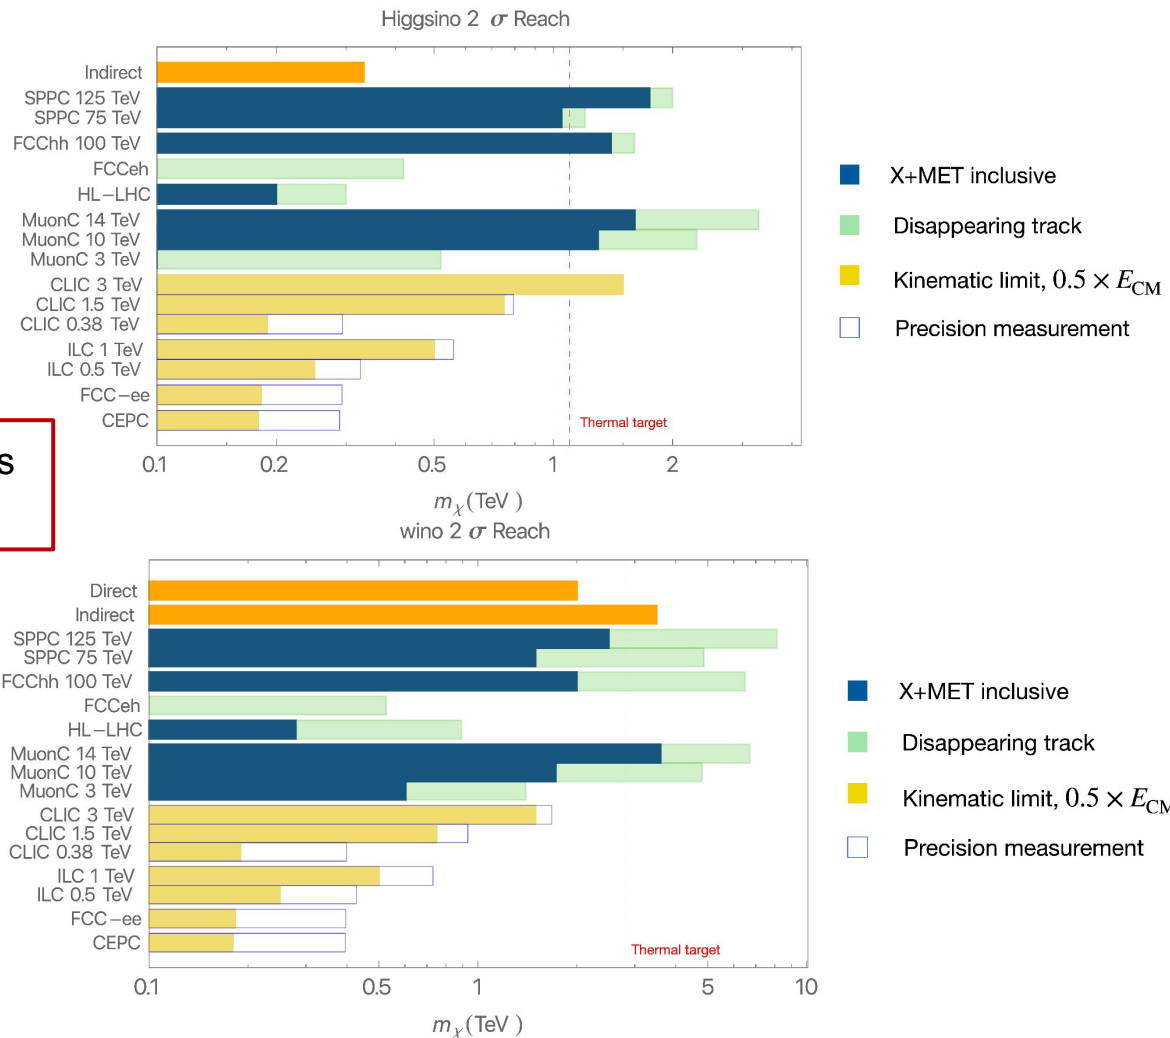 Higgsino 2 σ Reach
Indirect
SPPC 125 TeV
SPPC 75 TeV
FCChh 100 TeV
FCCeh
HL−LHC
MuonC 14 TeV
MuonC 10 TeV
MuonC 3 TeV
CLIC 3 TeV
CLIC 1.5 TeV
CLIC 0.38 TeV
ILC 1 TeV
ILC 0.5 TeV
FCC−ee
CEPC
Thermal target
0.1 0.2 0.5 1 2
mχ(TeV )
X+MET inclusive
Disappearing track
Kinematic limit, 0.5 × ECM
Precision measurement
s
wino 2 σ Reach
Direct
Indirect
SPPC 125 TeV
SPPC 75 TeV
FCChh 100 TeV
FCCeh
HL−LHC
MuonC 14 TeV
MuonC 10 TeV
MuonC 3 TeV
CLIC 3 TeV
CLIC 1.5 TeV
CLIC 0.38 TeV
ILC 1 TeV
ILC 0.5 TeV
FCC−ee
CEPC
Thermal target
0.1 0.5 1 5 10
mχ(TeV )
X+MET inclusive
Disappearing track
Kinematic limit, 0.5 × ECM
Precision measurement